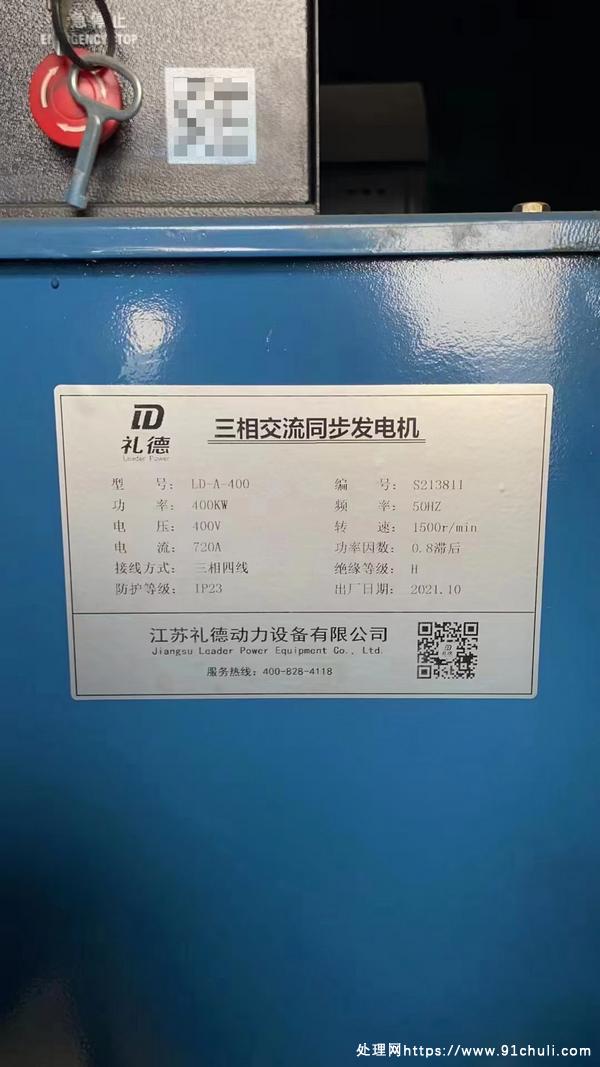 急停止
EMERGENCY STOP
LD
礼德
Leader Power
三相交流同步发电机
型 号: LD-A-400 编 号: S213811
功 率: 400KW 频 率: 50HZ
电 压: 400V 转 速: 1500r/min
电 流: 720A 功率因数: 0.8滞后
接线方式: 三相四线 绝缘等级: H
防护等级: IP23 出厂日期: 2021.10
江苏礼德动力设备有限公司
Jiangsu Leader Power Equipment Co., Ltd.
服务热线: 400-828-4118
处理网https://www.91chuli.com